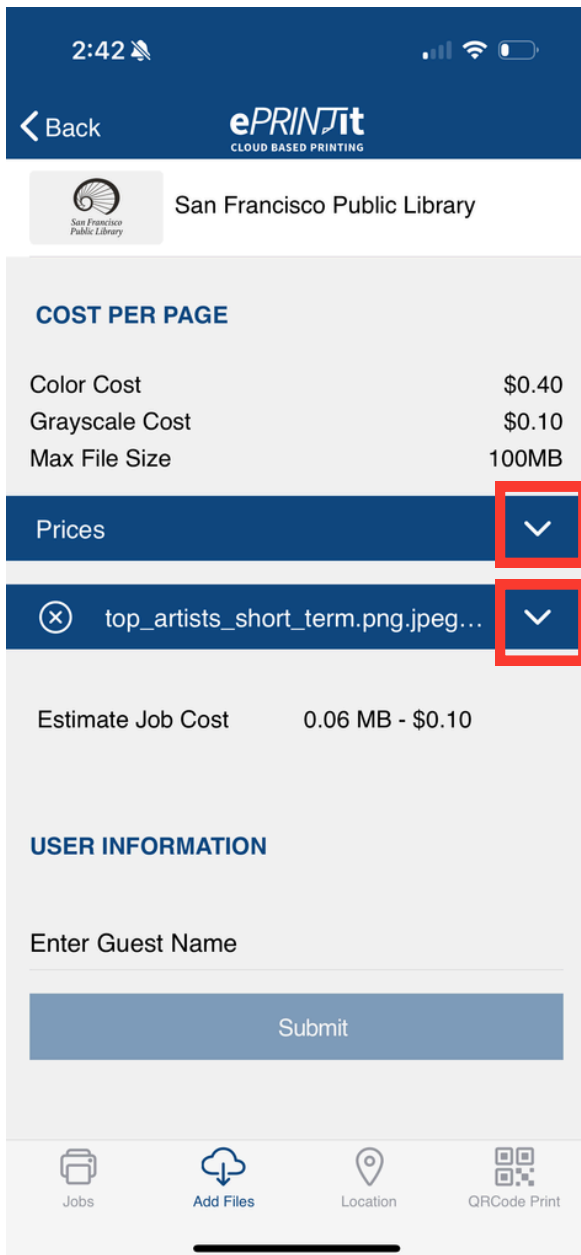 2:42
Back
ePRINTit
CLOUD BASED PRINTING
San Francisco
Public Library
San Francisco Public Library
COST PER PAGE
Color Cost $0.40
Grayscale Cost $0.10
Max File Size 100MB
Prices
top_artists_short_term.png.jpeg...
Estimate Job Cost 0.06 MB - $0.10
USER INFORMATION
Enter Guest Name
Submit
Jobs Add Files Location QRCode Print